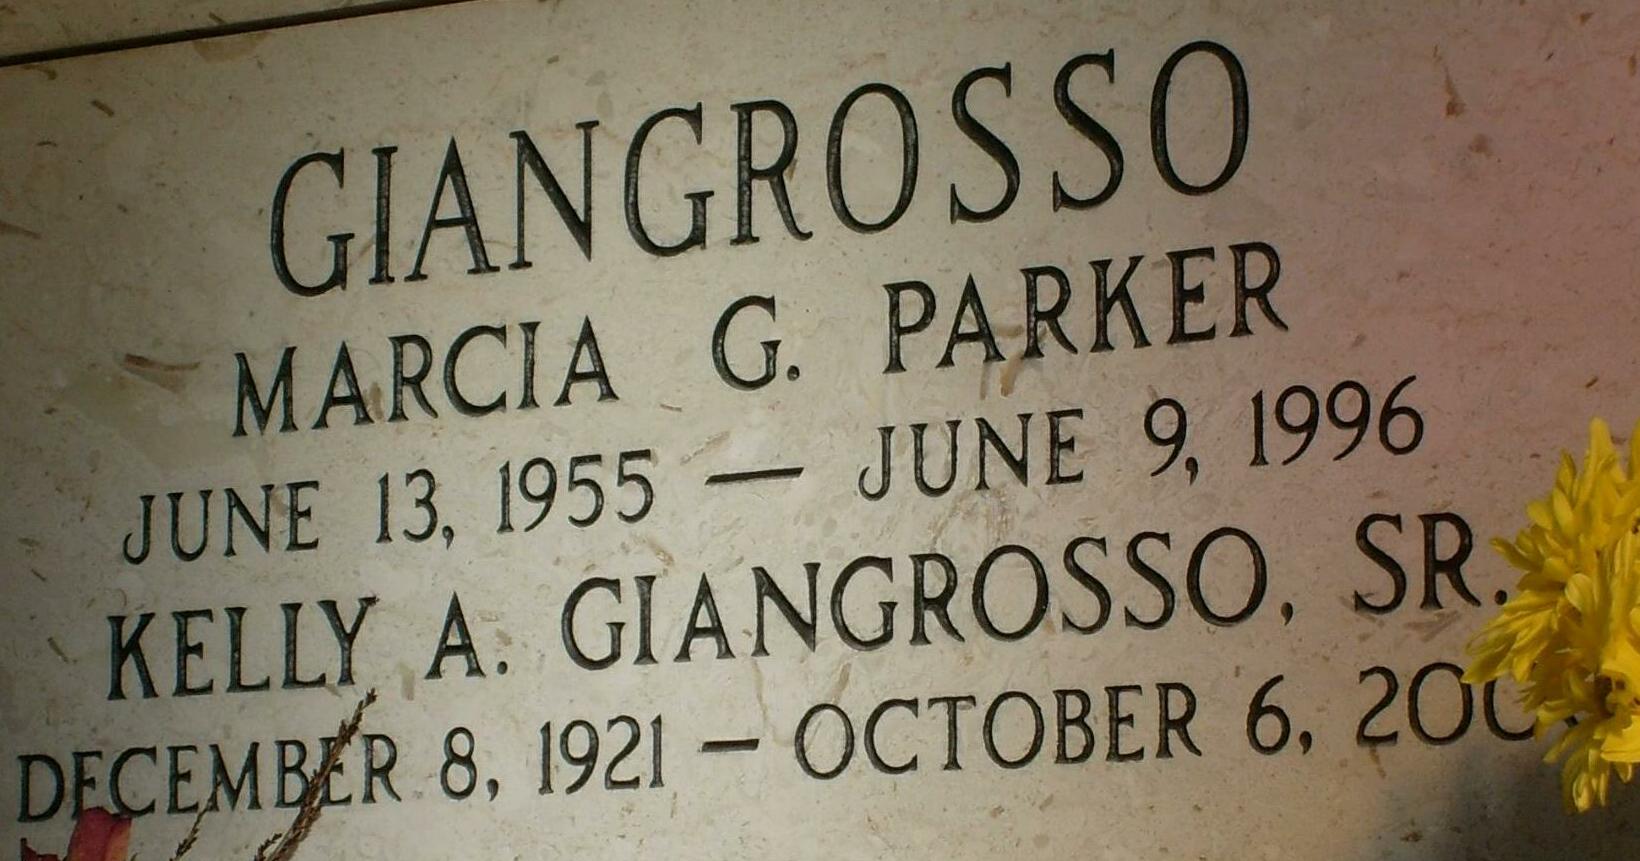 GIANGROSSO
MARCIA G. PARKER
JUNE 13, 1955 — JUNE 9, 1996
KELLY A. GIANGROSSO, SR.
DECEMBER 8, 1921 — OCTOBER 6,